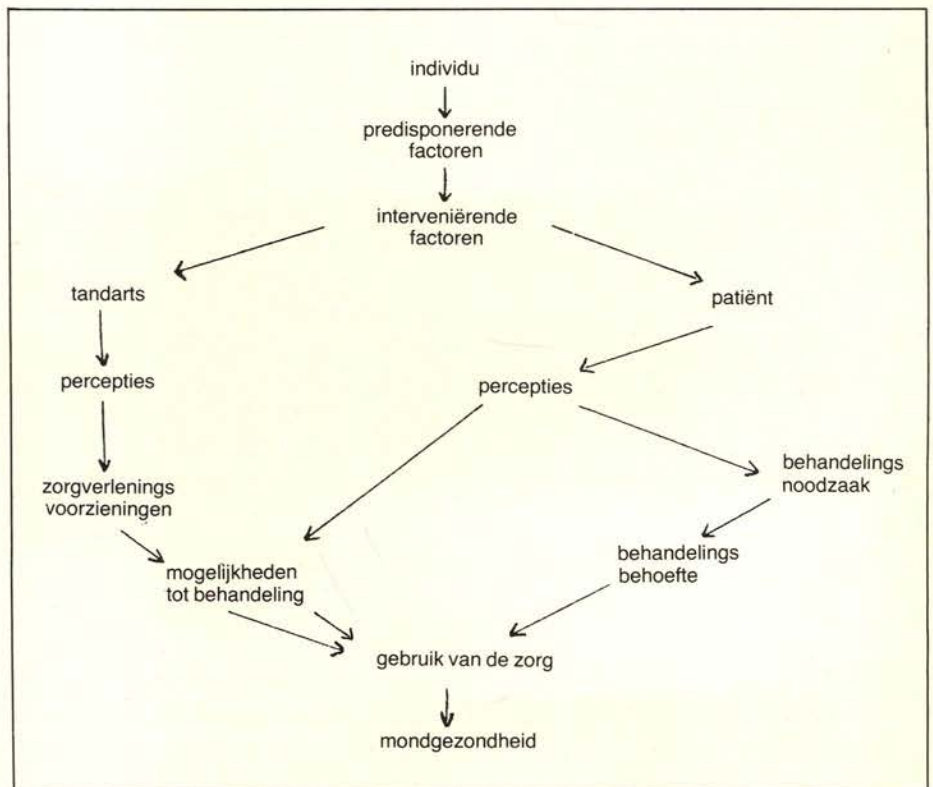 individu
predisponerende
factoren
interveniërende
factoren
tandarts
patiënt
percepties
percepties
zorgverlenings
voorzieningen
behandelings
noodzaak
behandelings
behoefte
mogelijkheden
tot behandeling
gebruik van de zorg
mondgezondheid